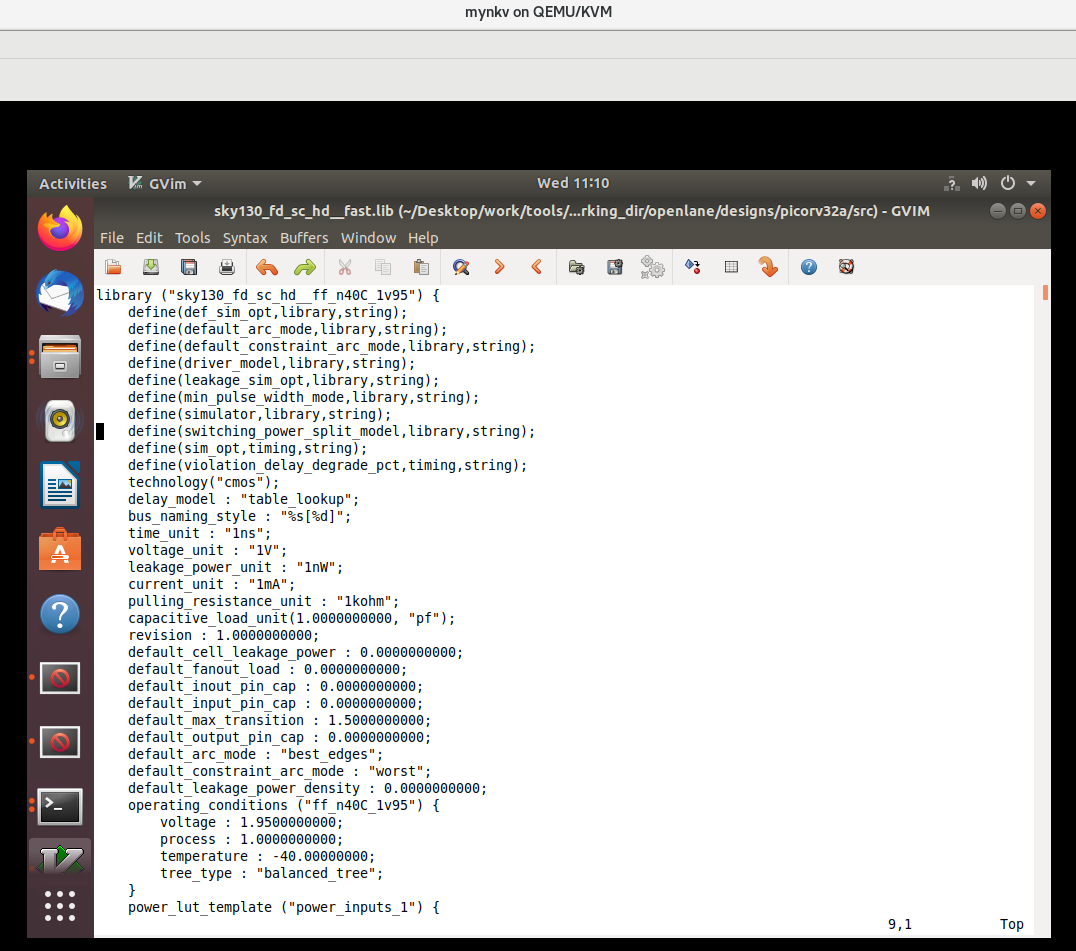 mynkv on QEMU/KVM
Activities GVim Wed 11:10
sky130_fd_sc_hd__fast.lib (~/Desktop/work/tools/...rking_dir/openlane/designs/picorv32a/src) - GVIM
File Edit Tools Syntax Buffers Window Help
library ("sky130_fd_sc_hd__ff_n40C_1v95") {
    define(def_sim_opt,library,string);
    define(default_arc_mode,library,string);
    define(default_constraint_arc_mode,library,string);
    define(driver_model,library,string);
    define(leakage_sim_opt,library,string);
    define(min_pulse_width_mode,library,string);
    define(simulator,library,string);
    define(switching_power_split_model,library,string);
    define(sim_opt,timing,string);
    define(violation_delay_degrade_pct,timing,string);
    technology("cmos");
    delay_model : "table_lookup";
    bus_naming_style : "%s[%d]";
    time_unit : "1ns";
    voltage_unit : "1V";
    leakage_power_unit : "1nW";
    current_unit : "1mA";
    pulling_resistance_unit : "1kohm";
    capacitive_load_unit(1.0000000000, "pf");
    revision : 1.0000000000;
    default_cell_leakage_power : 0.0000000000;
    default_fanout_load : 0.0000000000;
    default_inout_pin_cap : 0.0000000000;
    default_input_pin_cap : 0.0000000000;
    default_max_transition : 1.5000000000;
    default_output_pin_cap : 0.0000000000;
    default_arc_mode : "best_edges";
    default_constraint_arc_mode : "worst";
    default_leakage_power_density : 0.0000000000;
    operating_conditions ("ff_n40C_1v95") {
        voltage : 1.9500000000;
        process : 1.0000000000;
        temperature : -40.00000000;
        tree_type : "balanced_tree";
    }
    power_lut_template ("power_inputs_1") {
9,1 Top